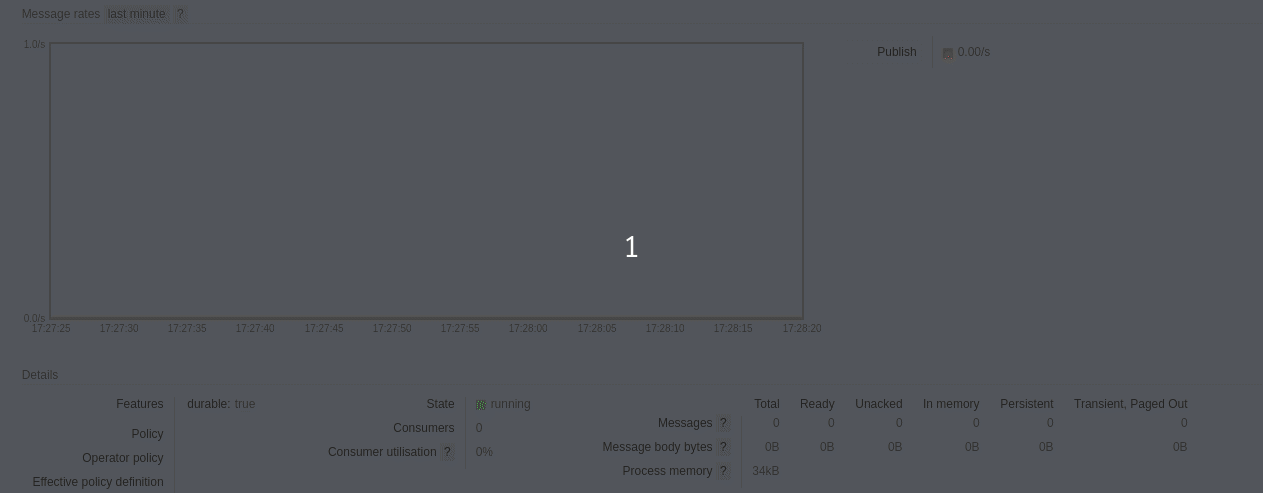 Message rates last minute ?
1.0/s
Publish 0.00/s
1
0.0/s
17:27:25 17:27:30 17:27:35 17:27:40 17:27:45 17:27:50 17:27:55 17:28:00 17:28:05 17:28:10 17:28:15 17:28:20
Details
Features durable: true State running Total Ready Unacked In memory Persistent Transient, Paged Out
Messages ? 0 0 0 0 0 0
Consumers 0
Policy
Message body bytes ? 0B 0B 0B 0B 0B 0B
Consumer utilisation ? 0%
Operator policy
Process memory ? 34kB
Effective policy definition